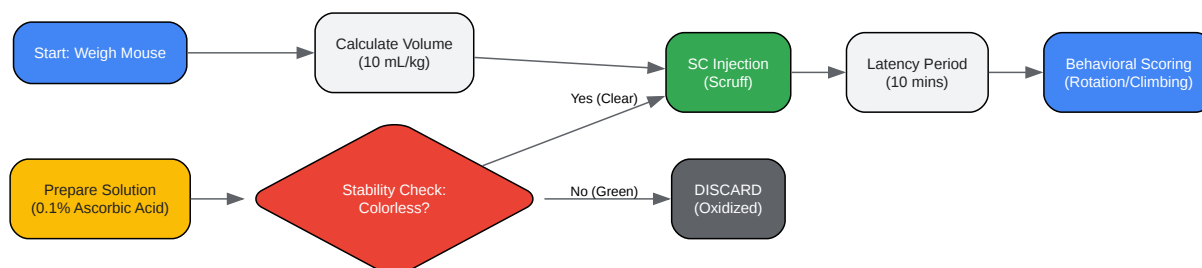 Start: Weigh Mouse
Calculate Volume
(10 mL/kg)
SC Injection
(Scruff)
Latency Period
(10 mins)
Behavioral Scoring
(Rotation/Climbing)
Yes (Clear)
Prepare Solution
(0.1% Ascorbic Acid)
Stability Check:
Colorless?
No (Green)
DISCARD
(Oxidized)